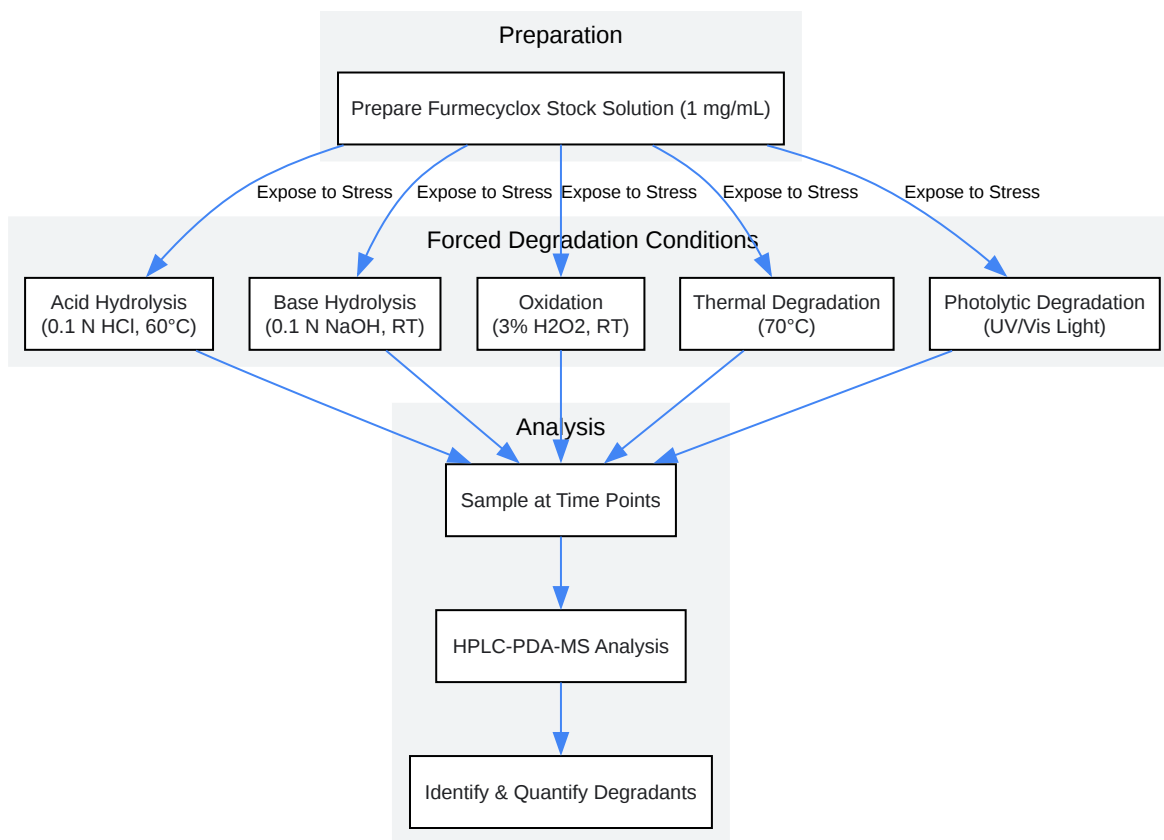 Preparation
Prepare Furmecyclox Stock Solution (1 mg/mL)
Expose to Stress
Expose to Stress
Expose to Stress
Expose to Stress
Expose to Stress
Forced Degradation Conditions
Acid Hydrolysis
(0.1 N HCl, 60°C)
Base Hydrolysis
(0.1 N NaOH, RT)
Oxidation
(3% H2O2, RT)
Thermal Degradation
(70°C)
Photolytic Degradation
(UV/Vis Light)
Analysis
Sample at Time Points
HPLC-PDA-MS Analysis
Identify & Quantify Degradants